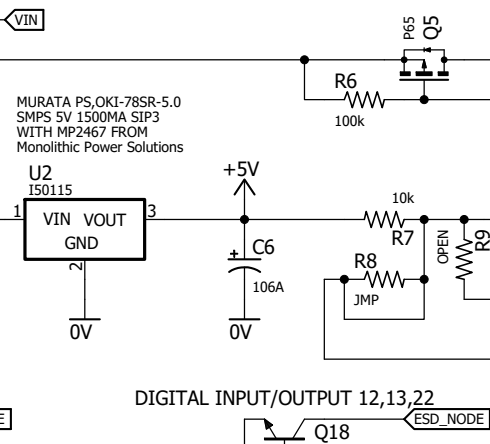 VIN
P65
Q5
R6
100k
MURATA PS,OKI-78SR-5.0
SMPS 5V 1500MA SIP3
WITH MP2467 FROM
Monolithic Power Solutions
U2
I50115
+5V
1
VIN VOUT
3
GND
2
0V
+
C6
106A
0V
10k
R7
R8
JMP
OPEN
R9
DIGITAL INPUT/OUTPUT 12,13,22
E
Q18
ESD_NODE